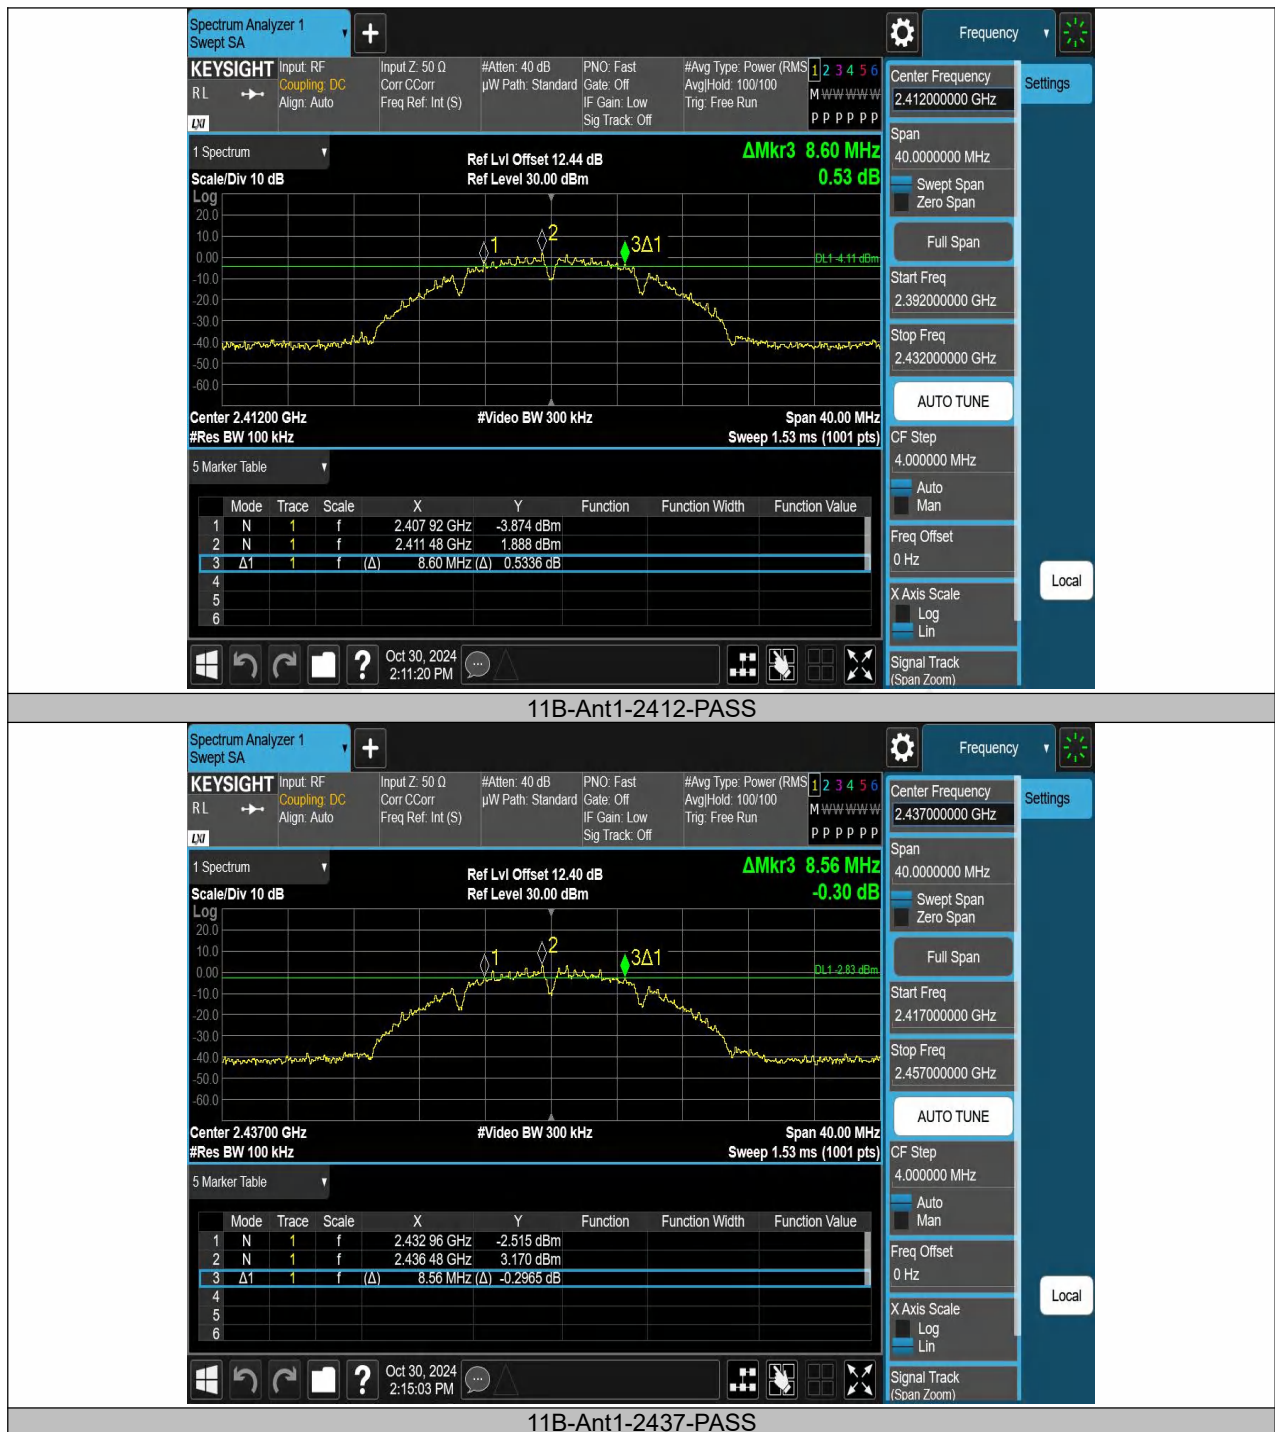 Spectrum Analyzer 1
Swept SA
+
Frequency
KEYSIGHT
RL
LXI
Input: RF
Coupling: DC
Align: Auto
Input Z: 50 Ω
Corr CCorr
Freq Ref: Int (S)
#Atten: 40 dB
µW Path: Standard
PNO: Fast
Gate: Off
IF Gain: Low
Sig Track: Off
#Avg Type: Power (RMS
Avg|Hold: 100/100
Trig: Free Run
1 2 3 4 5 6
M W W W W W
P P P P P P
1 Spectrum
Scale/Div 10 dB
Ref Lvl Offset 12.44 dB
Ref Level 30.00 dBm
ΔMkr3 8.60 MHz
0.53 dB
Log
20.0
10.0
0.00
-10.0
-20.0
-30.0
-40.0
-50.0
-60.0
1
2
3Δ1
DL1 -4.11 dBm
Center 2.41200 GHz
#Video BW 300 kHz
Span 40.00 MHz
#Res BW 100 kHz
Sweep 1.53 ms (1001 pts)
5 Marker Table
Mode Trace Scale X Y Function Function Width Function Value
1 N 1 f 2.407 92 GHz -3.874 dBm
2 N 1 f 2.411 48 GHz 1.888 dBm
3 Δ1 1 f (Δ) 8.60 MHz (Δ) 0.5336 dB
4
5
6
?
Oct 30, 2024
2:11:20 PM
Center Frequency
2.412000000 GHz
Settings
Span
40.0000000 MHz
Swept Span
Zero Span
Full Span
Start Freq
2.392000000 GHz
Stop Freq
2.432000000 GHz
AUTO TUNE
CF Step
4.000000 MHz
Auto
Man
Freq Offset
0 Hz
Local
X Axis Scale
Log
Lin
Signal Track
(Span Zoom)
11B-Ant1-2412-PASS
Spectrum Analyzer 1
Swept SA
+
Frequency
KEYSIGHT
RL
LXI
Input: RF
Coupling: DC
Align: Auto
Input Z: 50 Ω
Corr CCorr
Freq Ref: Int (S)
#Atten: 40 dB
µW Path: Standard
PNO: Fast
Gate: Off
IF Gain: Low
Sig Track: Off
#Avg Type: Power (RMS
Avg|Hold: 100/100
Trig: Free Run
1 2 3 4 5 6
M W W W W W
P P P P P P
1 Spectrum
Scale/Div 10 dB
Ref Lvl Offset 12.40 dB
Ref Level 30.00 dBm
ΔMkr3 8.56 MHz
-0.30 dB
Log
20.0
10.0
0.00
-10.0
-20.0
-30.0
-40.0
-50.0
-60.0
1
2
3Δ1
DL1 -2.83 dBm
Center 2.43700 GHz
#Video BW 300 kHz
Span 40.00 MHz
#Res BW 100 kHz
Sweep 1.53 ms (1001 pts)
5 Marker Table
Mode Trace Scale X Y Function Function Width Function Value
1 N 1 f 2.432 96 GHz -2.515 dBm
2 N 1 f 2.436 48 GHz 3.170 dBm
3 Δ1 1 f (Δ) 8.56 MHz (Δ) -0.2965 dB
4
5
6
?
Oct 30, 2024
2:15:03 PM
Center Frequency
2.437000000 GHz
Settings
Span
40.0000000 MHz
Swept Span
Zero Span
Full Span
Start Freq
2.417000000 GHz
Stop Freq
2.457000000 GHz
AUTO TUNE
CF Step
4.000000 MHz
Auto
Man
Freq Offset
0 Hz
Local
X Axis Scale
Log
Lin
Signal Track
(Span Zoom)
11B-Ant1-2437-PASS